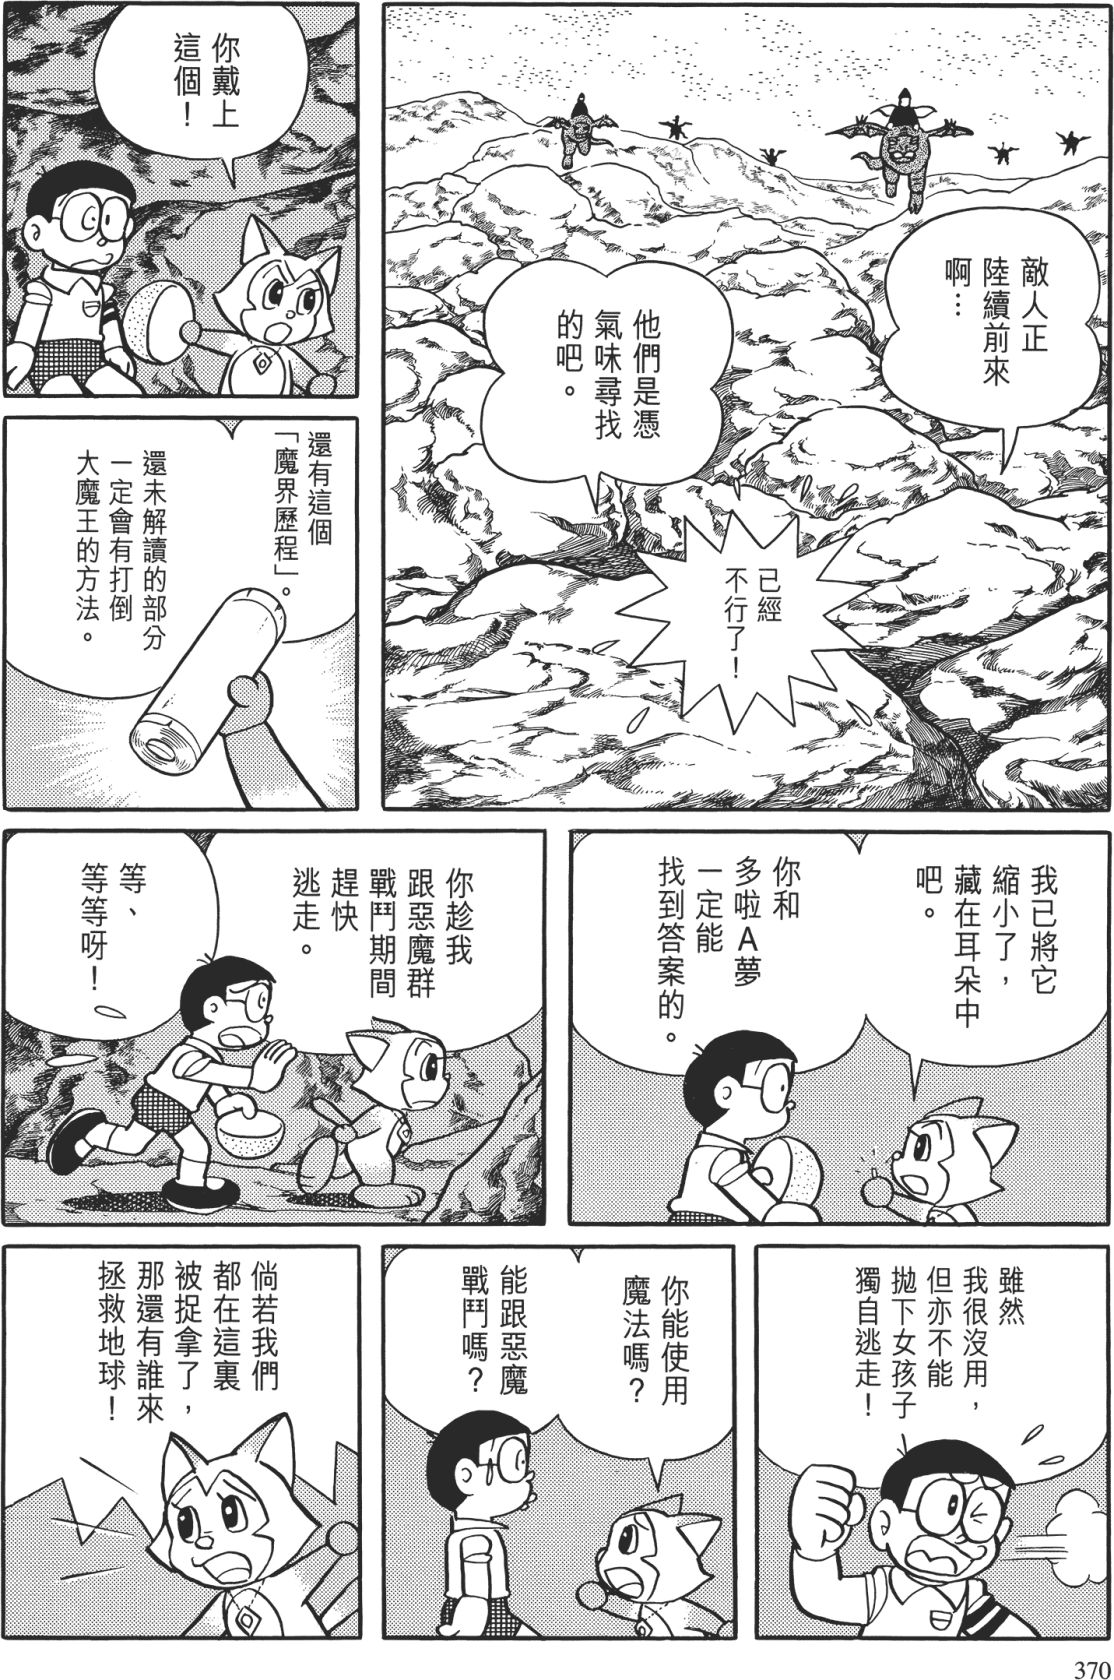 敵人正
陸續前來
啊…
他們是憑
氣味尋找
的吧。
已經
不行了！
你戴上
這個！
還有這個
「魔界歷程」。
還未解讀的部分
一定會有打倒
大魔王的方法。
我已將它
縮小了，
藏在耳朵中
吧。
你和
多啦A夢
一定能
找到答案的。
你趁我
跟惡魔群
戰鬥期間
趕快
逃走。
等、
等等呀！
雖然
我很沒用，
但亦不能
拋下女孩子
獨自逃走！
你能使用
魔法嗎？
能跟惡魔
戰鬥嗎？
倘若我們
都在這裏
被捉拿了，
那還有誰來
拯救地球！
370